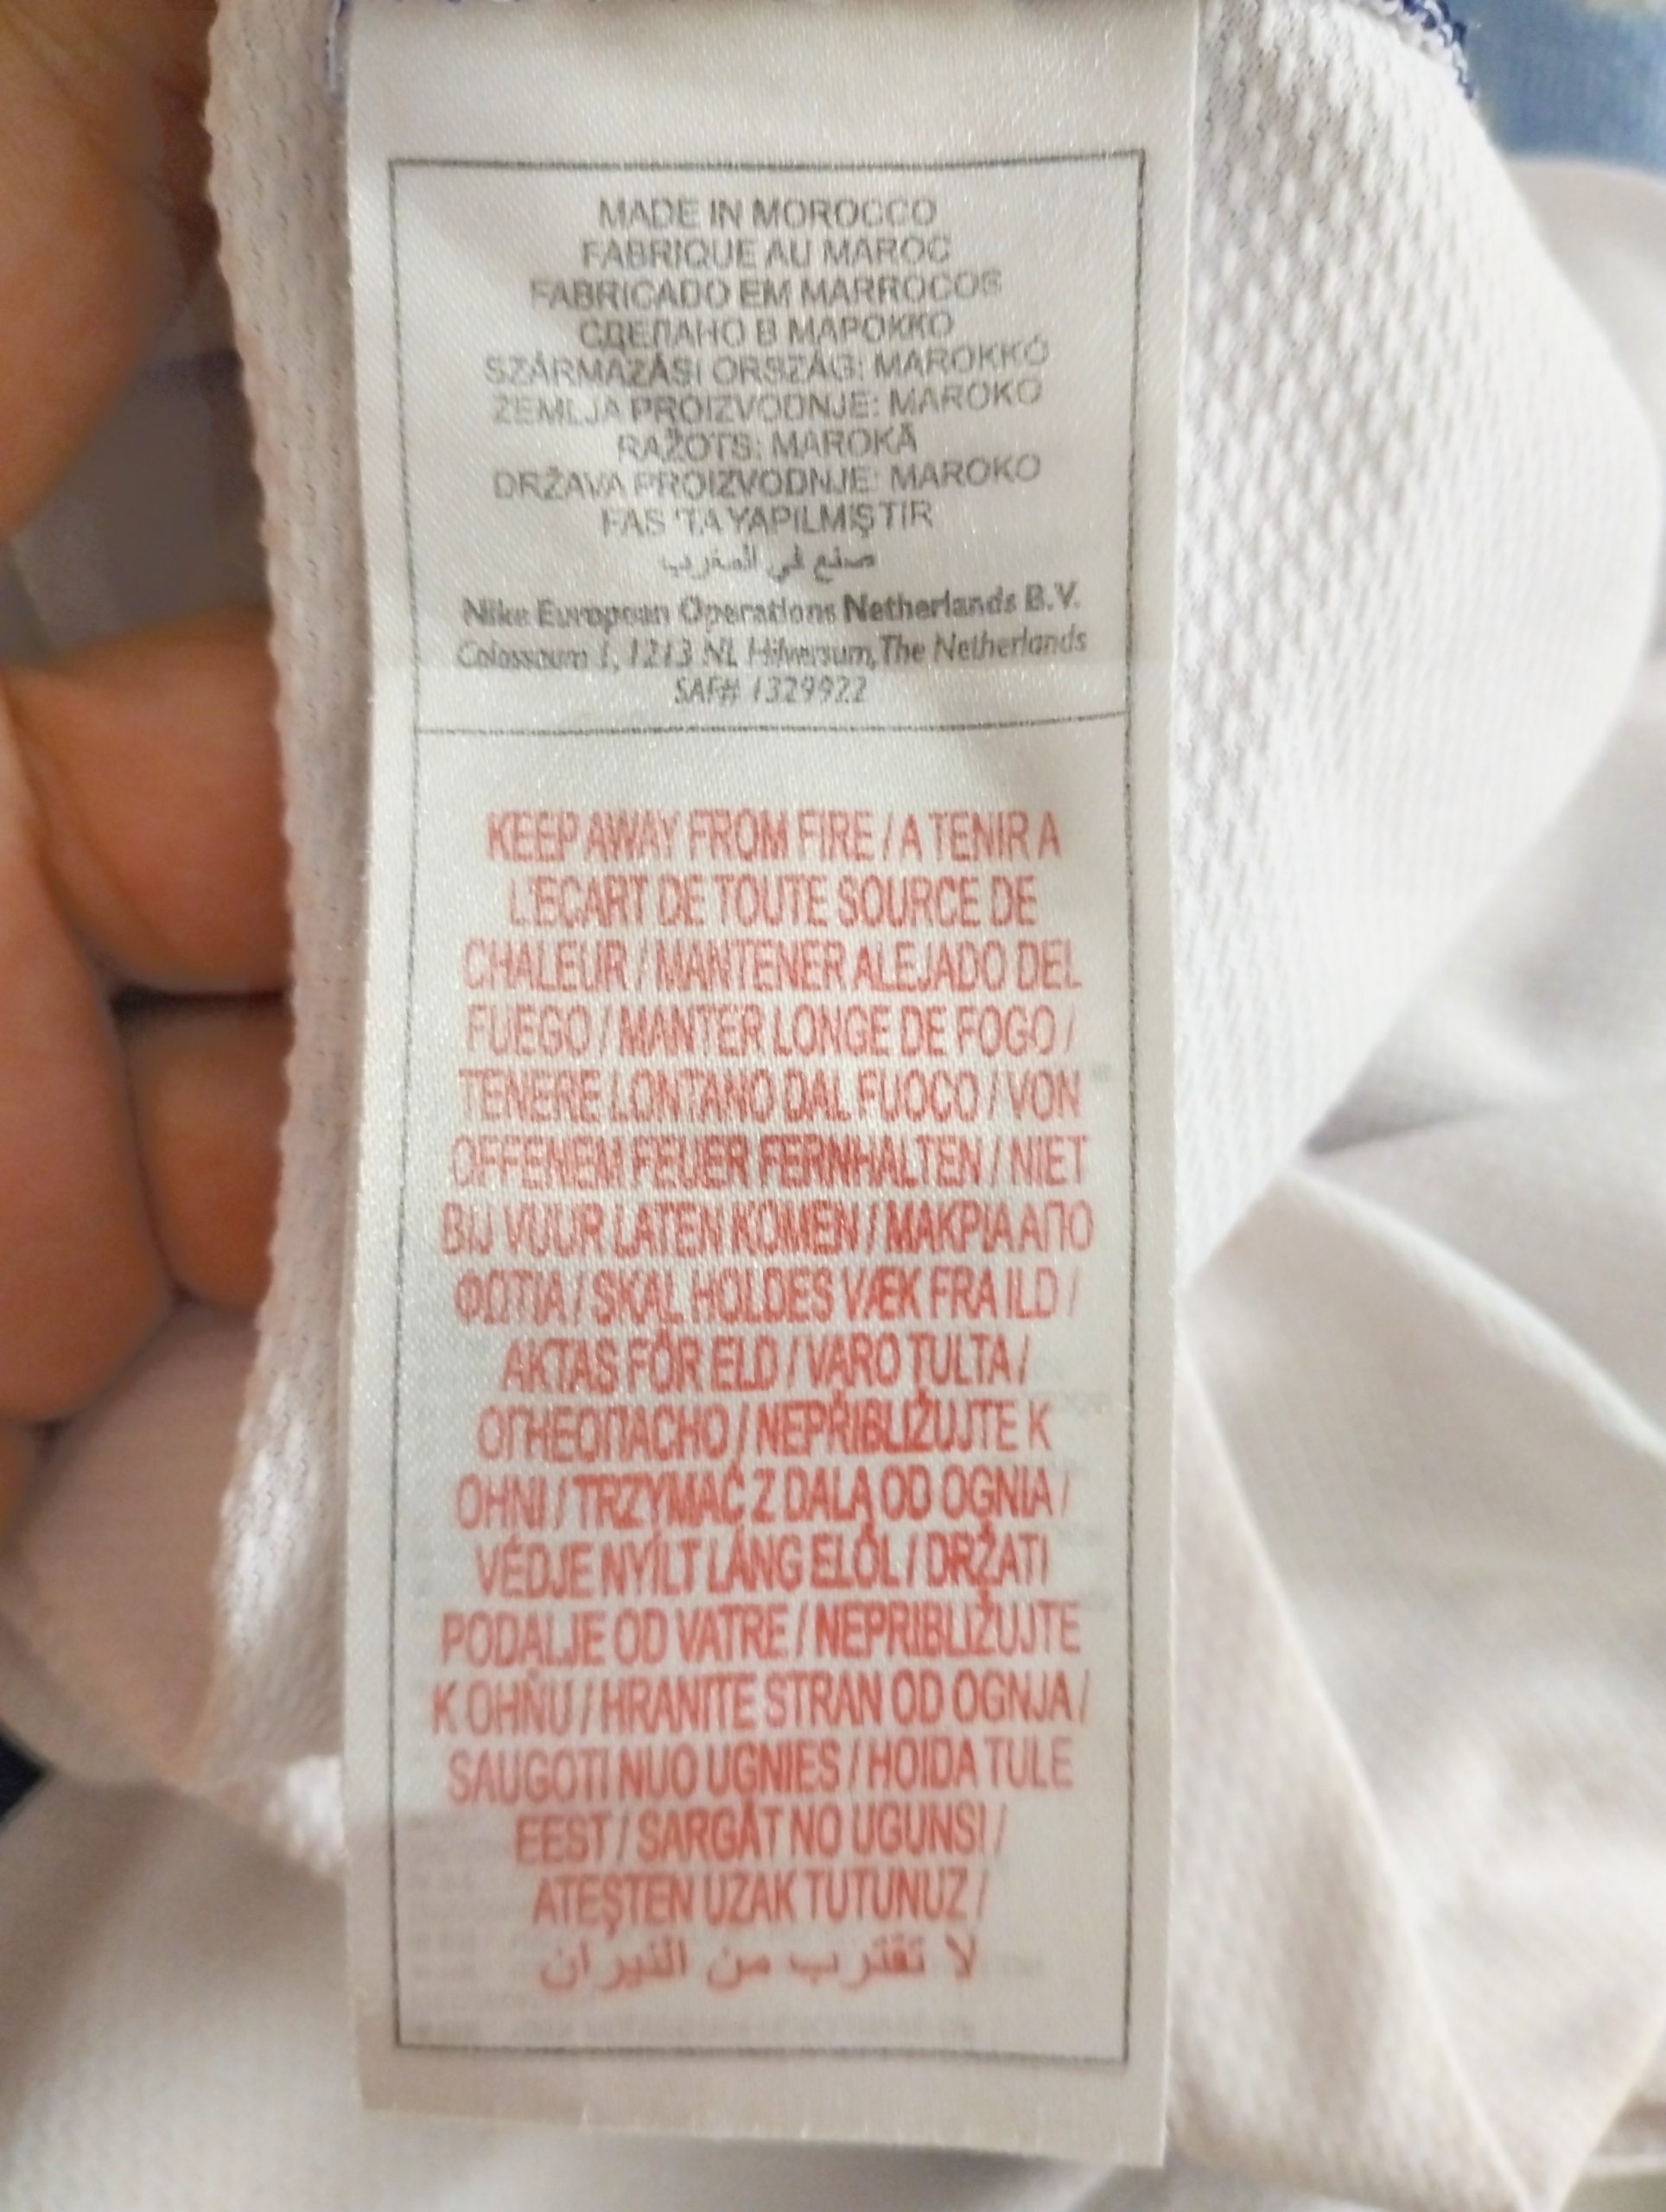 MADE IN MOROCCO
FABRIQUE AU MAROC
FABRICADO EM MARROCOS
СДЕЛАНО В МАРОККО
SZÁRMAZÁSI ORSZÁG: MAROKKÓ
ZEMLJA PROIZVODNJE: MAROKO
RAŽOTS: MAROKĀ
DRŽAVA PROIZVODNJE: MAROKO
FAS 'TA YAPILMIŞTIR
صنع في المغرب
Nike European Operations Netherlands B.V.
Colosseum 1, 1213 NL Hilversum, The Netherlands
SAF# 1329922
KEEP AWAY FROM FIRE / A TENIR A
L'ECART DE TOUTE SOURCE DE
CHALEUR / MANTENER ALEJADO DEL
FUEGO / MANTER LONGE DE FOGO /
TENERE LONTANO DAL FUOCO / VON
OFFENEM FEUER FERNHALTEN / NIET
BIJ VUUR LATEN KOMEN / ΜΑΚΡΙΑ ΑΠΟ
ΦΩΤΙΑ / SKAL HOLDES VÆK FRA ILD /
AKTAS FÖR ELD / VARO TULTA /
ОГНЕОПАСНО / NEPŘIBLIŽUJTE K
OHNI / TRZYMAĆ Z DALA OD OGNIA /
VÉDJE NYÍLT LÁNG ELŐL / DRŽATI
PODALJE OD VATRE / NEPRIBLIŽUJTE
K OHŇU / HRANITE STRAN OD OGNJA /
SAUGOTI NUO UGNIES / HOIDA TULE
EEST / SARGĀT NO UGUNS! /
ATEŞTEN UZAK TUTUNUZ /
لا تقترب من النيران